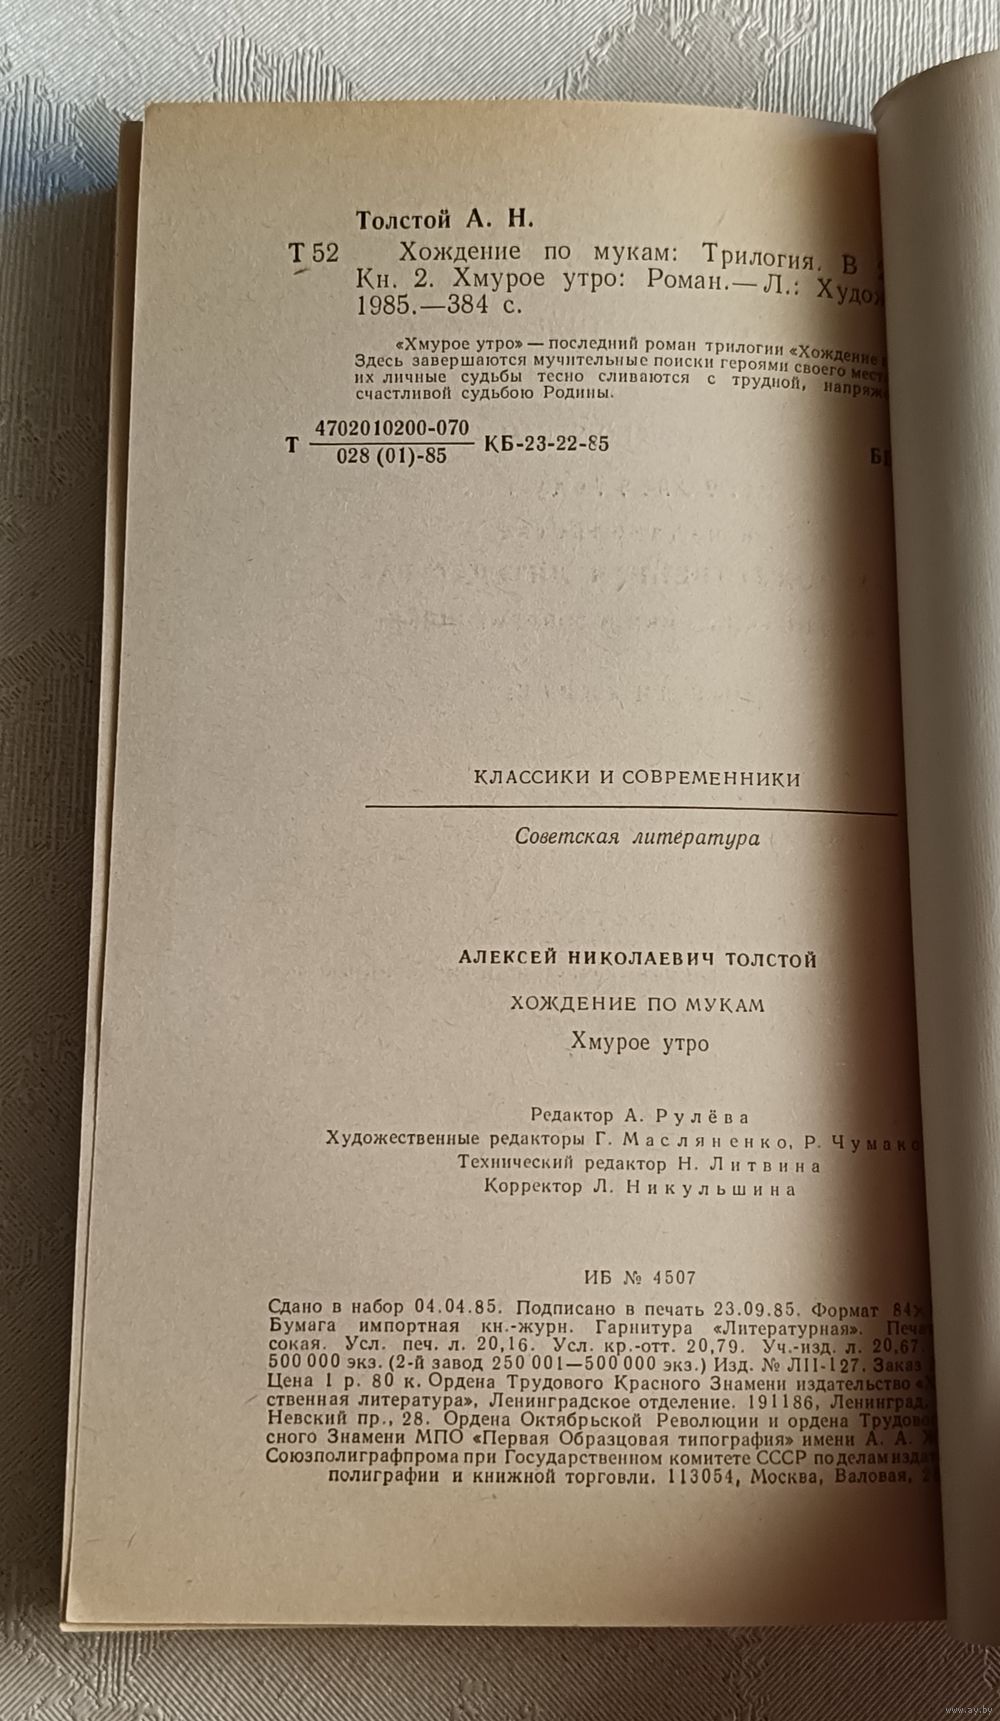 Толстой А. Н.
Т 52 Хождение по мукам: Трилогия. В
Кн. 2. Хмурое утро: Роман.— Л.:
1985.—384 с.
«Хмурое утро» — последний роман трилогии «Хождение
Здесь завершаются мучительные поиски героями своего
их личные судьбы тесно сливаются с трудной,
счастливой судьбою Родины.
Т 4702010200-070 КБ-23-22-85
028 (01)-85
КЛАССИКИ И СОВРЕМЕННИКИ
Советская литература
АЛЕКСЕЙ НИКОЛАЕВИЧ ТОЛСТОЙ
ХОЖДЕНИЕ ПО МУКАМ
Хмурое утро
Редактор А. Рулёва
Художественные редакторы Г. Масляненко, Р.
Технический редактор Н. Литвина
Корректор Л. Никульшина
ИБ № 4507
Сдано в набор 04.04.85. Подписано в печать 23.09.85. Формат
Бумага импортная кн.-журн. Гарнитура «Литературная».
сокая. Усл. печ. л. 20,16. Усл. кр.-отт. 20,79. Уч.-изд. л. 20,67.
500 000 экз. (2-й завод 250 001—500 000 экз.) Изд. № ЛII-127. Заказ
Цена 1 р. 80 к. Ордена Трудового Красного Знамени издательство
ственная литература», Ленинградское отделение. 191186, Ленинград,
Невский пр., 28. Ордена Октябрьской Революции и ордена
сного Знамени МПО «Первая Образцовая типография» имени А. А.
Союзполиграфпрома при Государственном комитете СССР по делам
полиграфии и книжной торговли. 113054, Москва, Валовая,
www.ay.by